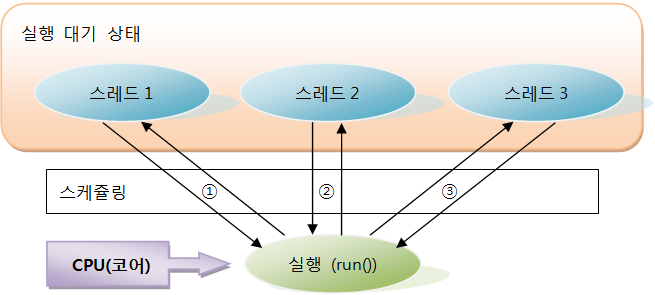 실행 대기 상태
스레드 1
스레드 2
스레드 3
스케쥴링
①
②
③
CPU(코어)
실행 (run())